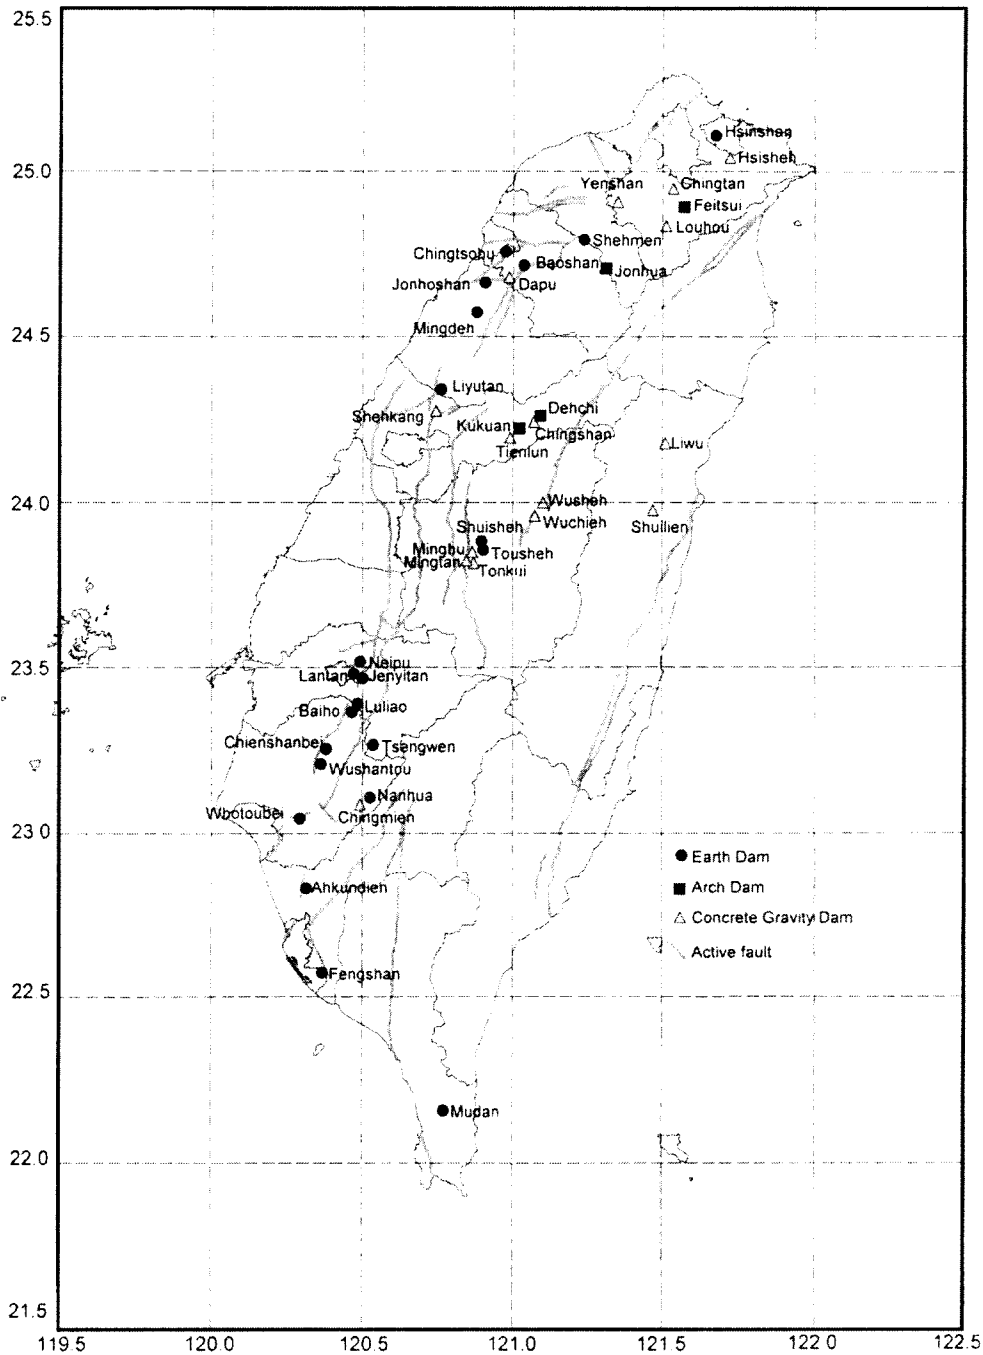 25.5
Hsinshan
Hsisheh
25.0
Yenshan
Chingtan
Feitsui
Louhou
Shehmen
Chingtsohu
Baoshan
Jonhua
Jonhoshan
Dapu
24.5
Mingdeh
Liyutan
Shehkang
Dehchi
Kukuan
Chingshan
Tienlun
Liwu
24.0
Wusheh
Wuchieh
Shuilien
Shuisheh
Minghu
Tousheh
Mingtan
Tonkui
23.5
Neipu
Lantan
Jenyitan
Luliao
Baiho
Chienshanbei
Tsengwen
Wushantou
Nanhua
Wootoubei
Chingmien
23.0
Earth Dam
Ahkundieh
Arch Dam
Concrete Gravity Dam
Active fault
Fengshan
22.5
Mudan
22.0
21.5
119.5 120.0 120.5 121.0 121.5 122.0 122.5